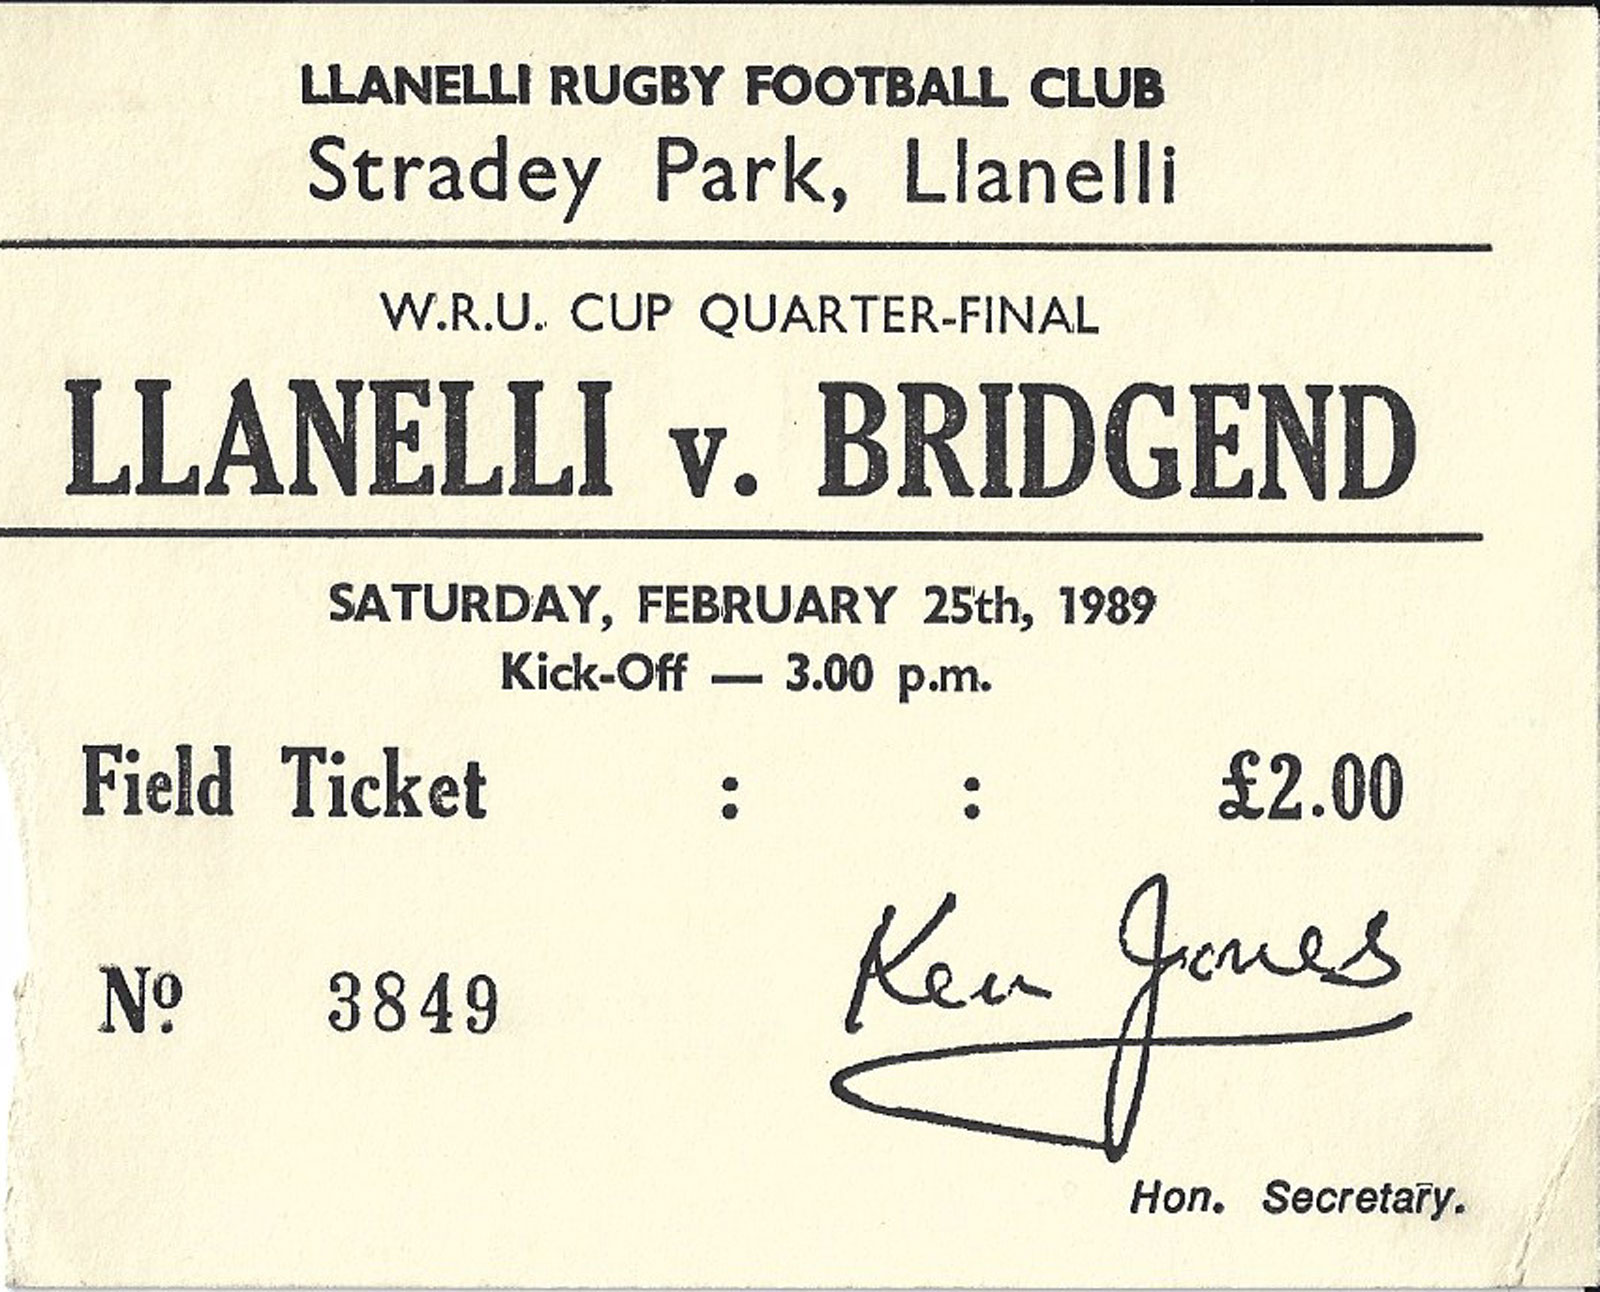 LLANELLI RUGBY FOOTBALL CLUB
Stradey Park, Llanelli
W.R.U. CUP QUARTER-FINAL
LLANELLI v. BRIDGEND
SATURDAY, FEBRUARY 25th, 1989
Kick-Off — 3.00 p.m.
Field Ticket : : £2.00
Nº. 3849
Ken Jones
Hon. Secretary.